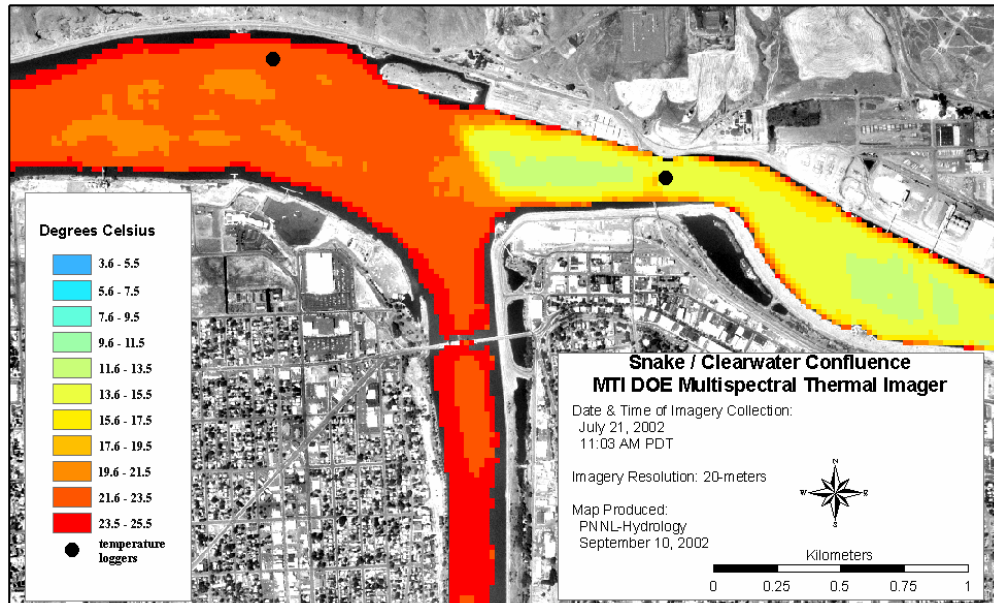 Degrees Celsius
3.6 - 5.5
5.6 - 7.5
7.6 - 9.5
9.6 - 11.5
11.6 - 13.5
13.6 - 15.5
15.6 - 17.5
17.6 - 19.5
19.6 - 21.5
21.6 - 23.5
23.5 - 25.5
temperature
loggers
Snake / Clearwater Confluence
MTI DOE Multispectral Thermal Imager
Date & Time of Imagery Collection:
July 21, 2002
11:03 AM PDT
Imagery Resolution: 20-meters
Map Produced:
PNNL-Hydrology
September 10, 2002
N
W E
S
Kilometers
0 0.25 0.5 0.75 1